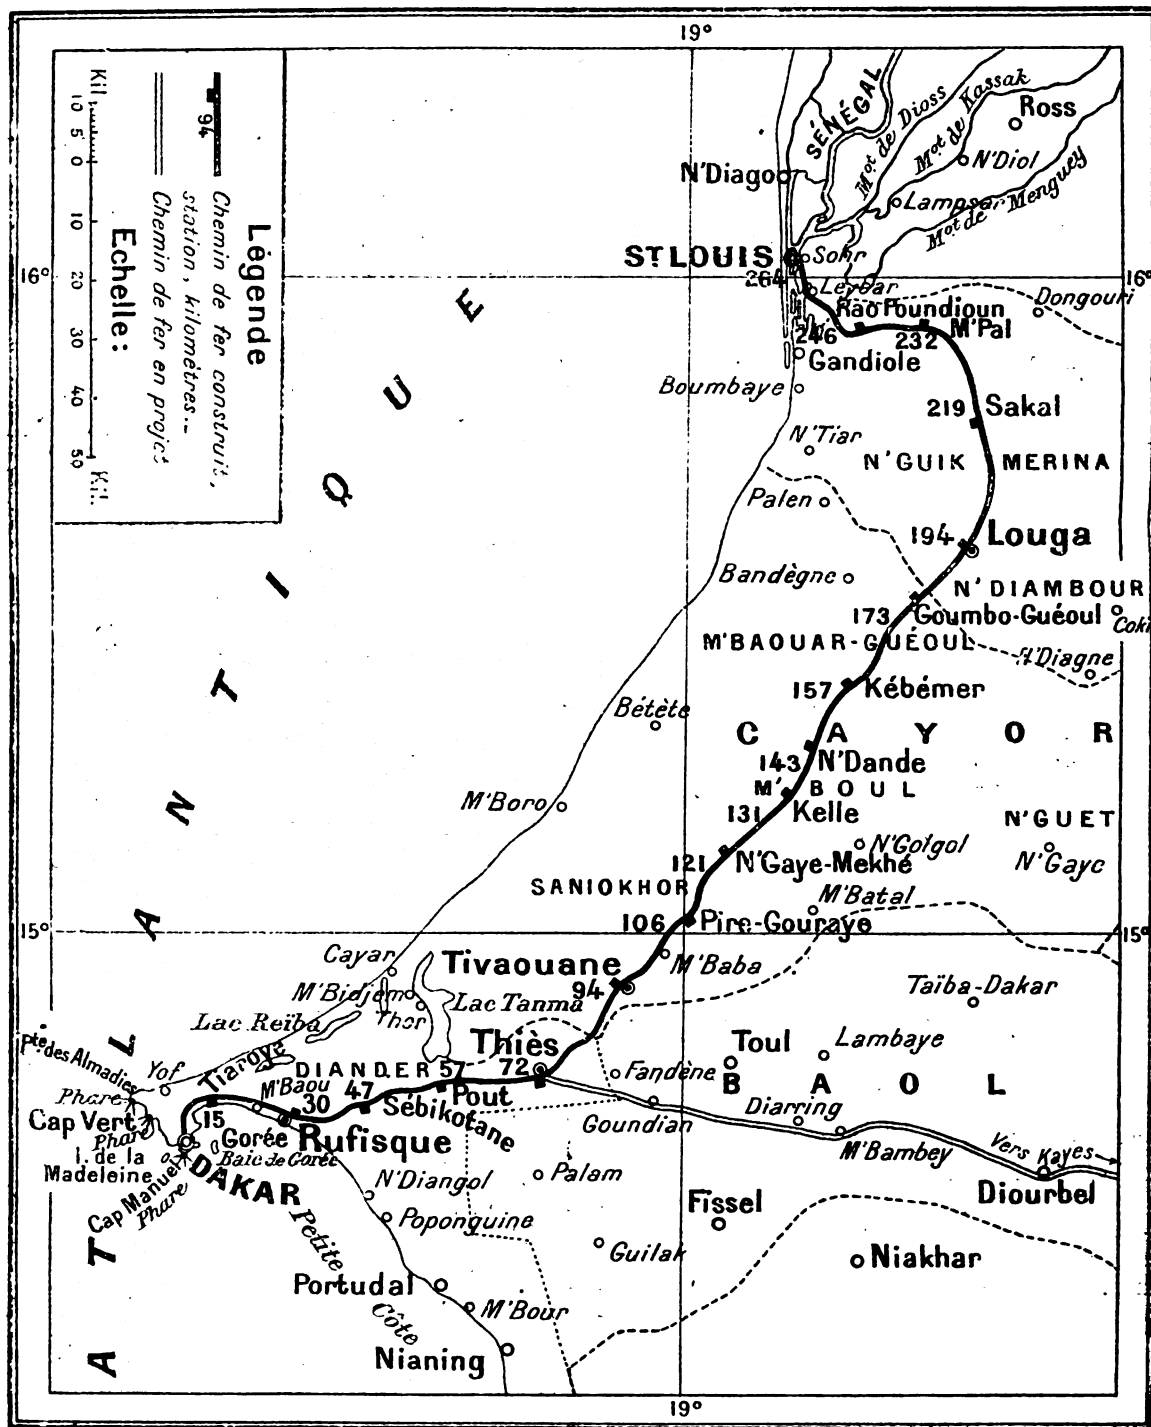 19°
Légende
94
Chemin de fer construit,
station, kilomètres._
Chemin de fer en projet
Echelle:
Kil.
10 5 0 10 20 30 40 50
Kil.
ATLANTIQUE
SÉNÉGAL
Mot de Dioss
Mot de Kassak
Ross
N'Diol
N'Diago
Lampsar
Mot de Menguey
ST LOUIS
Sohr
264
Leybar
16°
16°
Dongouri
Rao Poundioun
246
232
M'Pal
Gandiole
Boumbaye
219
Sakal
N'Tiar
N'GUIK MERINA
Palen
194
Louga
Bandègne
N'DIAMBOUR
173
Goumbo-Guéoul
Coki
M'BAOUAR-GUÉOUL
N'Diagne
157
Kébémer
Bétète
CAYOR
143
N'Dande
M'BOUL
M'Boro
131
Kelle
N'GUET
N'Golgol
N'Gaye
121
N'Gaye-Mekhé
SANIOKHOR
M'Batal
106
Pire-Gouraye
15°
15°
Cayar
Tivaouane
M'Baba
M'Bidjem
Thor
Lac Tanma
94
Taïba-Dakar
Lac Reïba
Thiès
72
Toul
Lambaye
Pte des Almadies
Yof
Tiaroye
DIANDER
57
Fandène
BAOL
Phare
M'Baou
47
Pout
Cap Vert
15
30
Sébikotane
Goundian
Diarring
Phare
Gorée
Rufisque
M'Bambey
Vers Kayes
I. de la
Madeleine
Baie de Gorée
DAKAR
Cap Manuel
Phare
N'Diangol
Palam
Diourbel
Fissel
Poponguine
Petite Côte
Guilak
Niakhar
Portudal
M'Bour
Nianing
19°